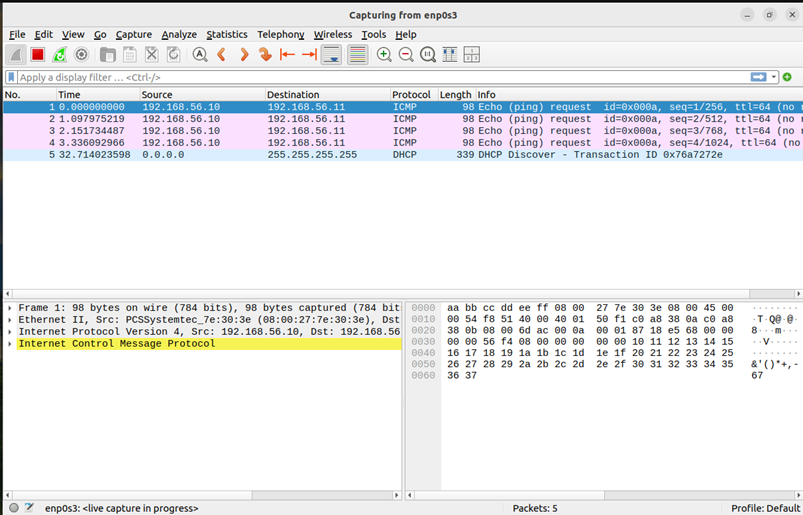 Capturing from enp0s3
File Edit View Go Capture Analyze Statistics Telephony Wireless Tools Help
Apply a display filter … <Ctrl-/>
No. Time Source Destination Protocol Length Info
1 0.000000000 192.168.56.10 192.168.56.11 ICMP 98 Echo (ping) request id=0x000a, seq=1/256, ttl=64 (no r
2 1.097975219 192.168.56.10 192.168.56.11 ICMP 98 Echo (ping) request id=0x000a, seq=2/512, ttl=64 (no r
3 2.151734487 192.168.56.10 192.168.56.11 ICMP 98 Echo (ping) request id=0x000a, seq=3/768, ttl=64 (no r
4 3.336092966 192.168.56.10 192.168.56.11 ICMP 98 Echo (ping) request id=0x000a, seq=4/1024, ttl=64 (no
5 32.714023598 0.0.0.0 255.255.255.255 DHCP 339 DHCP Discover - Transaction ID 0x76a7272e
Frame 1: 98 bytes on wire (784 bits), 98 bytes captured (784 bit
Ethernet II, Src: PCSSystemtec_7e:30:3e (08:00:27:7e:30:3e), Dst
Internet Protocol Version 4, Src: 192.168.56.10, Dst: 192.168.56
Internet Control Message Protocol
0000 aa bb cc dd ee ff 08 00 27 7e 30 3e 08 00 45 00 ········
0010 00 54 f8 51 40 00 40 01 50 f1 c0 a8 38 0a c0 a8 ·T·Q@·@·
0020 38 0b 08 00 6d ac 00 0a 00 01 87 18 e5 68 00 00 8···m···
0030 00 00 56 f4 08 00 00 00 00 00 10 11 12 13 14 15 ··V·····
0040 16 17 18 19 1a 1b 1c 1d 1e 1f 20 21 22 23 24 25 ········
0050 26 27 28 29 2a 2b 2c 2d 2e 2f 30 31 32 33 34 35 &'()*+,-
0060 36 37 67
enp0s3: <live capture in progress> Packets: 5 Profile: Default